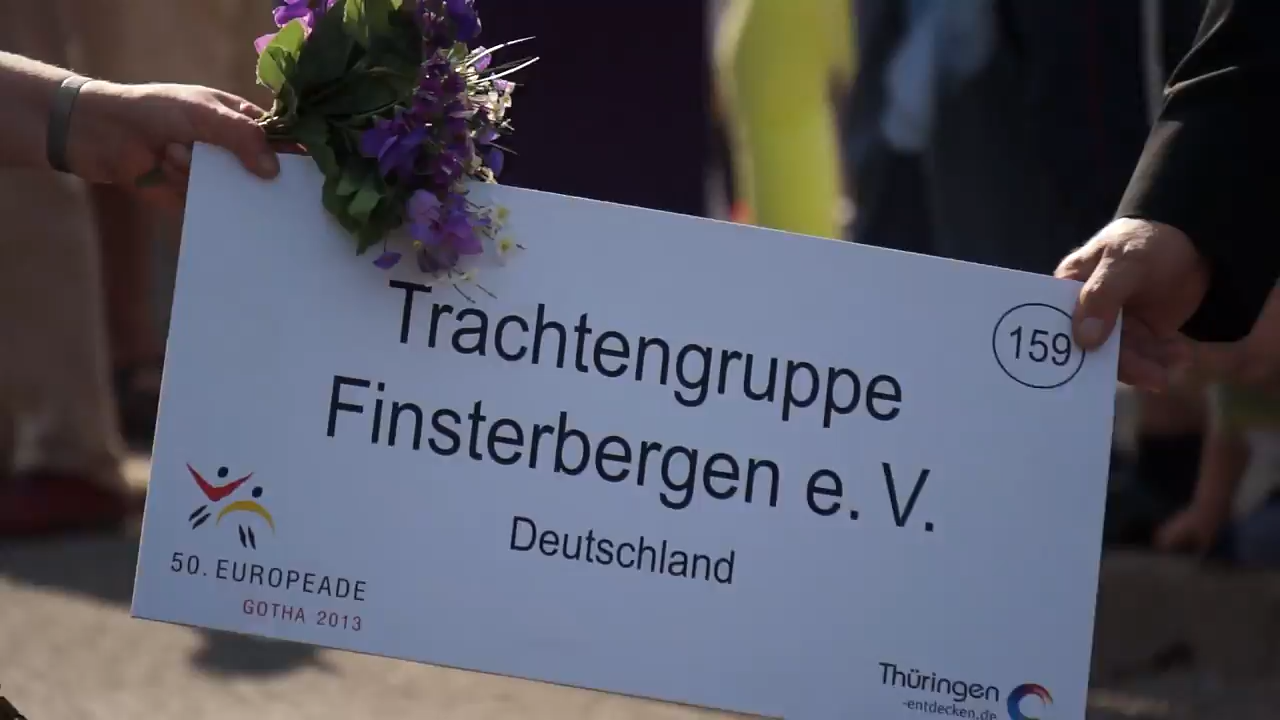 159
Trachtengruppe
Finsterbergen e. V.
Deutschland
50. EUROPEADE
GOTHA 2013
Thüringen
-entdecken.de